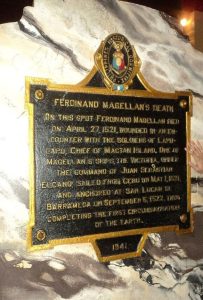 FERDINAND MAGELLAN'S DEATH
ON THIS SPOT FERDINAND MAGELLAN DIED
ON APRIL 27, 1521, WOUNDED IN AN EN-
COUNTER WITH THE SOLDIERS OF LAPU-
LAPU, CHIEF OF MACTAN ISLAND. ONE OF
MAGELLAN'S SHIPS, THE VICTORIA, UNDER
THE COMMAND OF JUAN SEBASTIAN
ELCANO, SAILED FROM CEBU ON MAY 1, 1521,
AND ANCHORED AT SAN LUCAR DE
BARRAMEDA ON SEPTEMBER 6, 1522, THUS
COMPLETING THE FIRST CIRCUMNAVIGATION
OF THE EARTH.
1941.